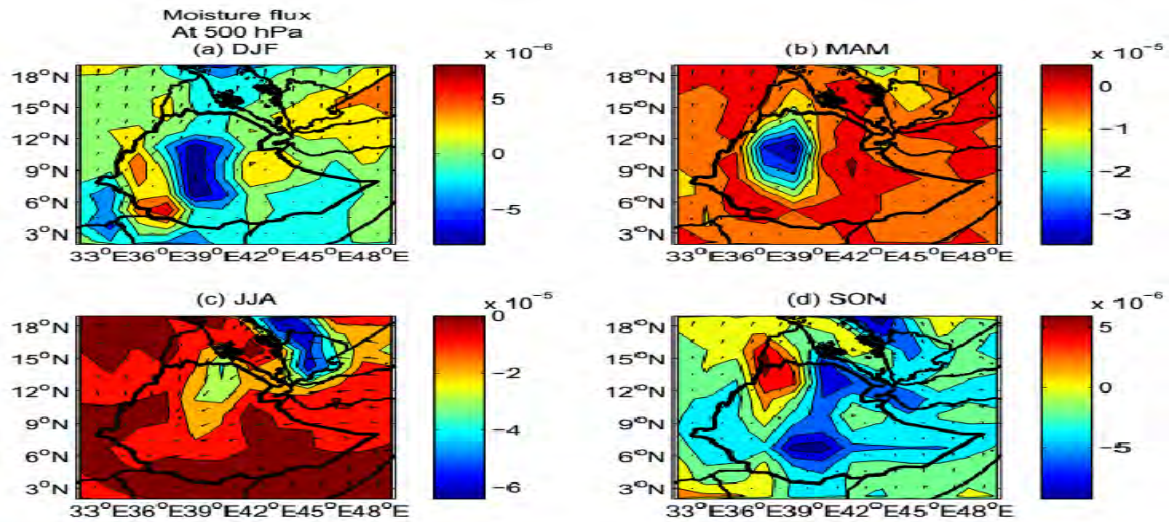 Moisture flux
At 500 hPa
(a) DJF
x 10⁻⁶
18°N
15°N
12°N
9°N
6°N
3°N
5
0
−5
33°E36°E39°E42°E45°E48°E
(b) MAM
x 10⁻⁵
18°N
15°N
12°N
9°N
6°N
3°N
0
−1
−2
−3
33°E36°E39°E42°E45°E48°E
(c) JJA
x 10⁻⁵
18°N
15°N
12°N
9°N
6°N
3°N
0
−2
−4
−6
33°E36°E39°E42°E45°E48°E
(d) SON
x 10⁻⁶
18°N
15°N
12°N
9°N
6°N
3°N
5
0
−5
33°E36°E39°E42°E45°E48°E